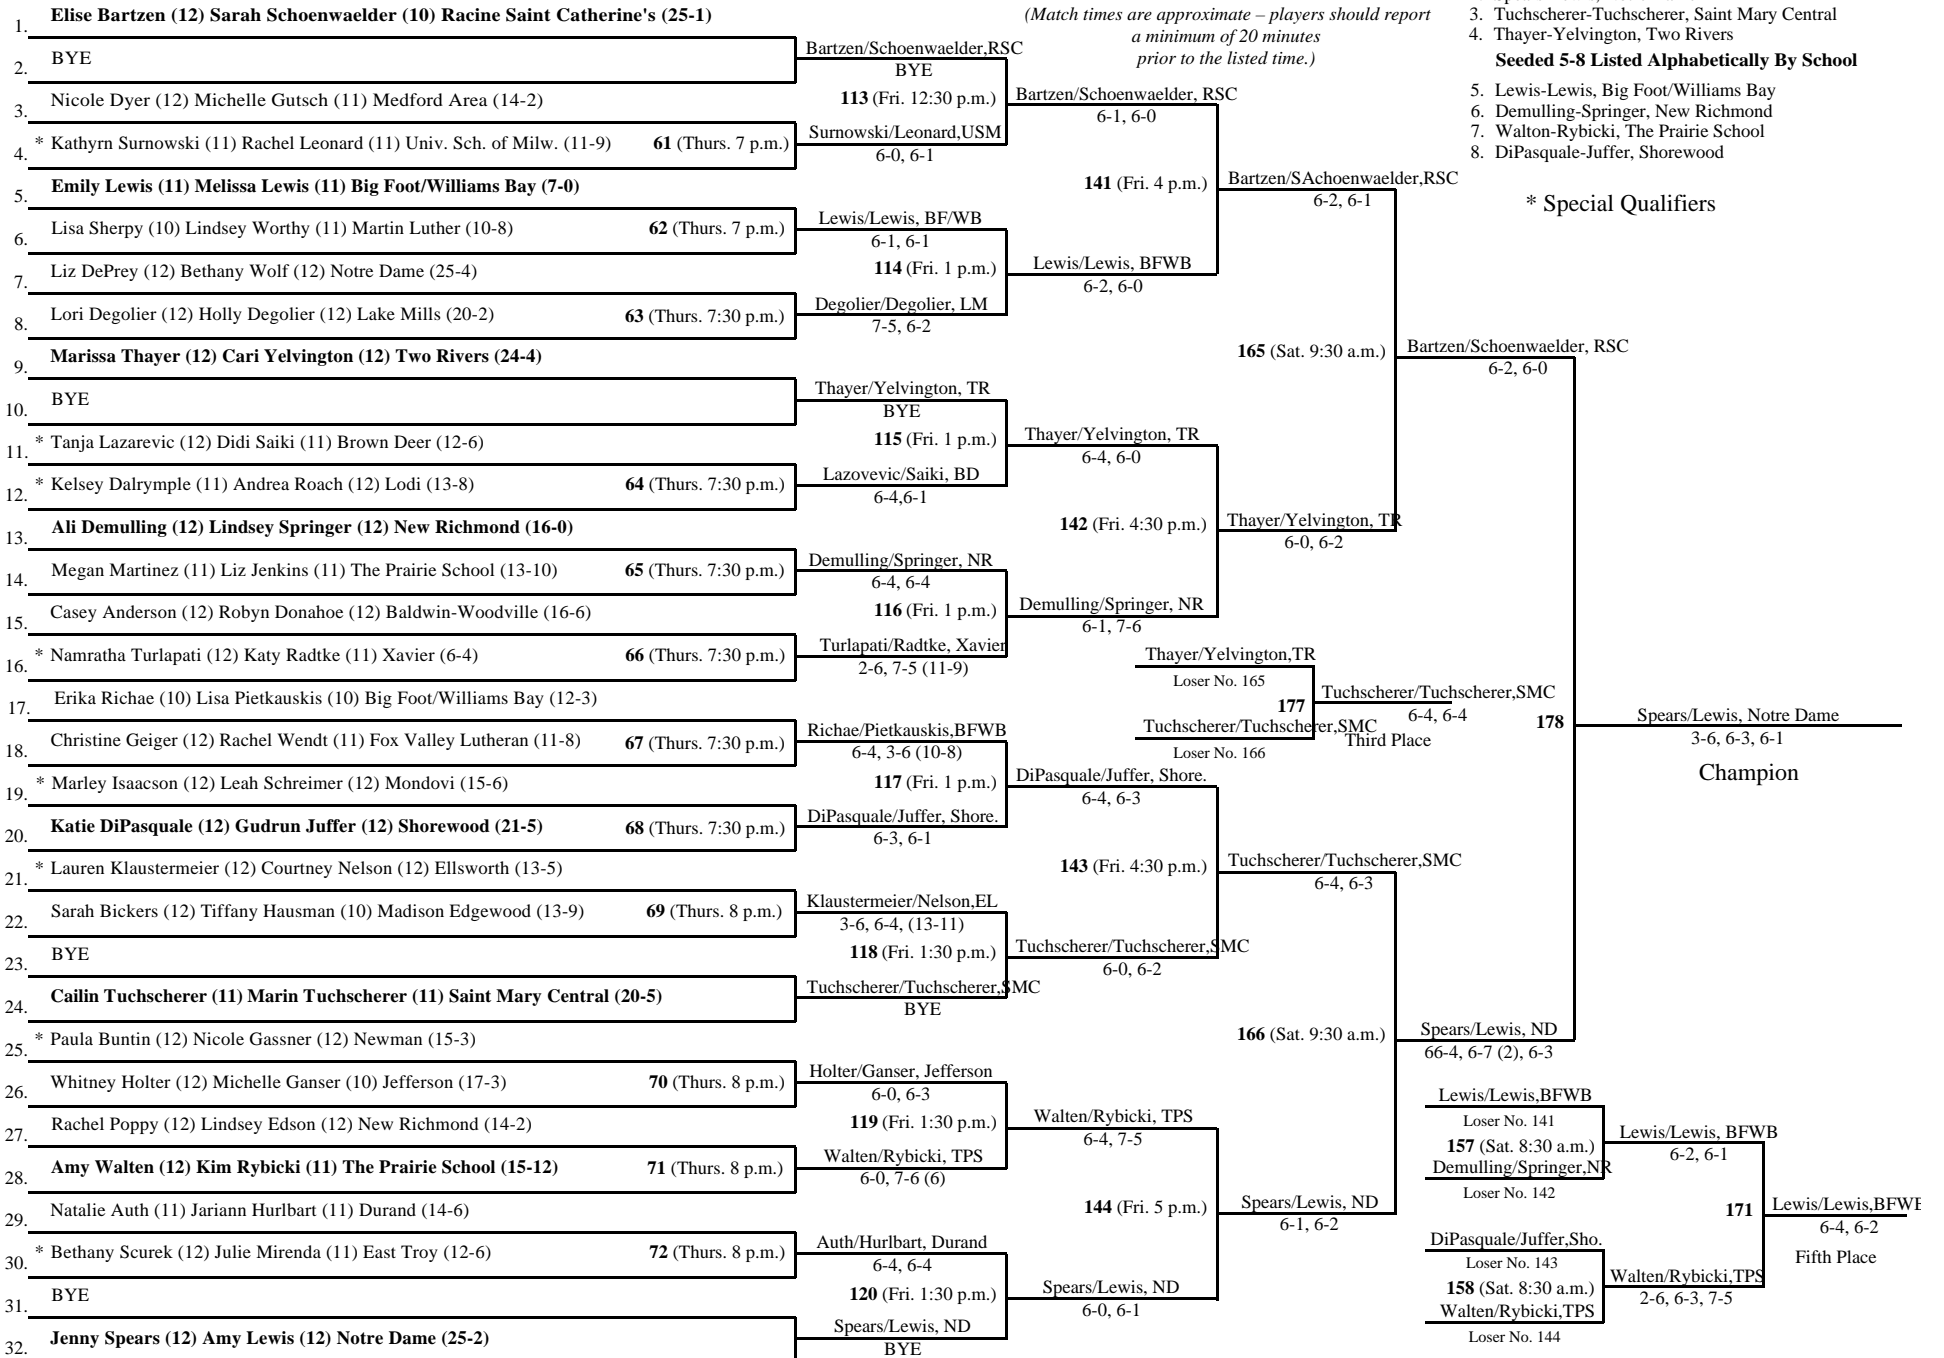 1. Elise Bartzen (12) Sarah Schoenwaelder (10) Racine Saint Catherine's (25-1)
2. BYE
3. Nicole Dyer (12) Michelle Gutsch (11) Medford Area (14-2)
4. * Kathyrn Surnowski (11) Rachel Leonard (11) Univ. Sch. of Milw. (11-9) 61 (Thurs. 7 p.m.)
5. Emily Lewis (11) Melissa Lewis (11) Big Foot/Williams Bay (7-0)
6. Lisa Sherpy (10) Lindsey Worthy (11) Martin Luther (10-8) 62 (Thurs. 7 p.m.)
7. Liz DePrey (12) Bethany Wolf (12) Notre Dame (25-4)
8. Lori Degolier (12) Holly Degolier (12) Lake Mills (20-2) 63 (Thurs. 7:30 p.m.)
9. Marissa Thayer (12) Cari Yelvington (12) Two Rivers (24-4)
10. BYE
11. * Tanja Lazarevic (12) Didi Saiki (11) Brown Deer (12-6)
12. * Kelsey Dalrymple (11) Andrea Roach (12) Lodi (13-8) 64 (Thurs. 7:30 p.m.)
13. Ali Demulling (12) Lindsey Springer (12) New Richmond (16-0)
14. Megan Martinez (11) Liz Jenkins (11) The Prairie School (13-10) 65 (Thurs. 7:30 p.m.)
15. Casey Anderson (12) Robyn Donahoe (12) Baldwin-Woodville (16-6)
16. * Namratha Turlapati (12) Katy Radtke (11) Xavier (6-4) 66 (Thurs. 7:30 p.m.)
17. Erika Richae (10) Lisa Pietkauskis (10) Big Foot/Williams Bay (12-3)
18. Christine Geiger (12) Rachel Wendt (11) Fox Valley Lutheran (11-8) 67 (Thurs. 7:30 p.m.)
19. * Marley Isaacson (12) Leah Schreimer (12) Mondovi (15-6)
20. Katie DiPasquale (12) Gudrun Juffer (12) Shorewood (21-5) 68 (Thurs. 7:30 p.m.)
21. * Lauren Klaustermeier (12) Courtney Nelson (12) Ellsworth (13-5)
22. Sarah Bickers (12) Tiffany Hausman (10) Madison Edgewood (13-9) 69 (Thurs. 8 p.m.)
23. BYE
24. Cailin Tuchscherer (11) Marin Tuchscherer (11) Saint Mary Central (20-5)
25. * Paula Buntin (12) Nicole Gassner (12) Newman (15-3)
26. Whitney Holter (12) Michelle Ganser (10) Jefferson (17-3) 70 (Thurs. 8 p.m.)
27. Rachel Poppy (12) Lindsey Edson (12) New Richmond (14-2)
28. Amy Walten (12) Kim Rybicki (11) The Prairie School (15-12) 71 (Thurs. 8 p.m.)
29. Natalie Auth (11) Jariann Hurlbart (11) Durand (14-6)
30. * Bethany Scurek (12) Julie Mirenda (11) East Troy (12-6) 72 (Thurs. 8 p.m.)
31. BYE
32. Jenny Spears (12) Amy Lewis (12) Notre Dame (25-2)
Bartzen/Schoenwaelder,RSC
BYE
113 (Fri. 12:30 p.m.)
Surnowski/Leonard,USM
6-0, 6-1
Lewis/Lewis, BF/WB
6-1, 6-1
114 (Fri. 1 p.m.)
Degolier/Degolier, LM
7-5, 6-2
Thayer/Yelvington, TR
BYE
115 (Fri. 1 p.m.)
Lazovevic/Saiki, BD
6-4,6-1
Demulling/Springer, NR
6-4, 6-4
116 (Fri. 1 p.m.)
Turlapati/Radtke, Xavier
2-6, 7-5 (11-9)
Richae/Pietkauskis,BFWB
6-4, 3-6 (10-8)
117 (Fri. 1 p.m.)
DiPasquale/Juffer, Shore.
6-3, 6-1
Klaustermeier/Nelson,EL
3-6, 6-4, (13-11)
118 (Fri. 1:30 p.m.)
Tuchscherer/Tuchscherer,SMC
BYE
Holter/Ganser, Jefferson
6-0, 6-3
119 (Fri. 1:30 p.m.)
Walten/Rybicki, TPS
6-0, 7-6 (6)
Auth/Hurlbart, Durand
6-4, 6-4
120 (Fri. 1:30 p.m.)
Spears/Lewis, ND
BYE
(Match times are approximate – players should report
a minimum of 20 minutes
prior to the listed time.)
Bartzen/Schoenwaelder, RSC
6-1, 6-0
141 (Fri. 4 p.m.)
Lewis/Lewis, BFWB
6-2, 6-0
Thayer/Yelvington, TR
6-4, 6-0
142 (Fri. 4:30 p.m.)
Demulling/Springer, NR
6-1, 7-6
DiPasquale/Juffer, Shore.
6-4, 6-3
143 (Fri. 4:30 p.m.)
Tuchscherer/Tuchscherer,SMC
6-0, 6-2
Walten/Rybicki, TPS
6-4, 7-5
144 (Fri. 5 p.m.)
Spears/Lewis, ND
6-0, 6-1
Bartzen/SAchoenwaelder,RSC
6-2, 6-1
165 (Sat. 9:30 a.m.)
Thayer/Yelvington, TR
6-0, 6-2
Tuchscherer/Tuchscherer,SMC
6-4, 6-3
166 (Sat. 9:30 a.m.)
Spears/Lewis, ND
6-1, 6-2
Bartzen/Schoenwaelder, RSC
6-2, 6-0
178
Spears/Lewis, ND
66-4, 6-7 (2), 6-3
Spears/Lewis, Notre Dame
3-6, 6-3, 6-1
Champion
Thayer/Yelvington,TR
Loser No. 165
177
Tuchscherer/Tuchscherer,SMC
Loser No. 166
Tuchscherer/Tuchscherer,SMC
6-4, 6-4
Third Place
Lewis/Lewis,BFWB
Loser No. 141
157 (Sat. 8:30 a.m.)
Demulling/Springer,NR
Loser No. 142
Lewis/Lewis, BFWB
6-2, 6-1
171
DiPasquale/Juffer,Sho.
Loser No. 143
158 (Sat. 8:30 a.m.)
Walten/Rybicki,TPS
Loser No. 144
Walten/Rybicki,TPS
2-6, 6-3, 7-5
Lewis/Lewis,BFWB
6-4, 6-2
Fifth Place
3. Tuchscherer-Tuchscherer, Saint Mary Central
4. Thayer-Yelvington, Two Rivers
Seeded 5-8 Listed Alphabetically By School
5. Lewis-Lewis, Big Foot/Williams Bay
6. Demulling-Springer, New Richmond
7. Walton-Rybicki, The Prairie School
8. DiPasquale-Juffer, Shorewood
* Special Qualifiers